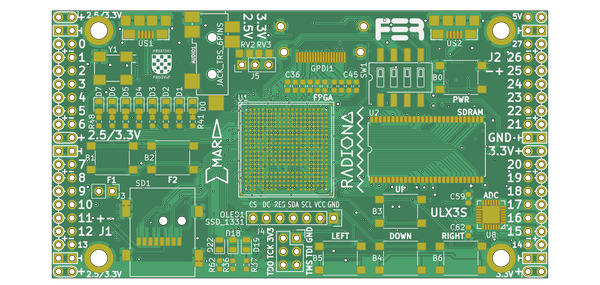 2.5/3.3V
US1
AUDIO1
JACK_TRS_6PINS
2.5V
3.3V
FER
US2
5V
0
Y1
HRVATSKI
RADIOVLP
RV2 RV3
J5
GPDI1
SW1
J2
27
1
- +
26
2
25
3
C36
C45
B0
24
4
D7 D6 D5 D4 D3 D2 D1 D0
U1
FPGA
PWR
23
5
R48
R41
U2
SDRAM
22
6
21
2.5/3.3V
MAR
RADIONA
GND
B1
B2
3.3V
7
20
8
F1
F2
19
9
J3
SD1
UP
C59
ADC
18
10
CS DC RES SDA SCL VCC GND
B3
17
11
+ -
OLED1
SSD_1331
ULX3S
16
12
J1
C62
U8
15
13
D22
D18
D19
J4
TDO TCK 3V3
TMS TDI GND
LEFT
DOWN
RIGHT
14
R62
R36
R37
B5
B4
B6
2.5/3.3V
3.3V